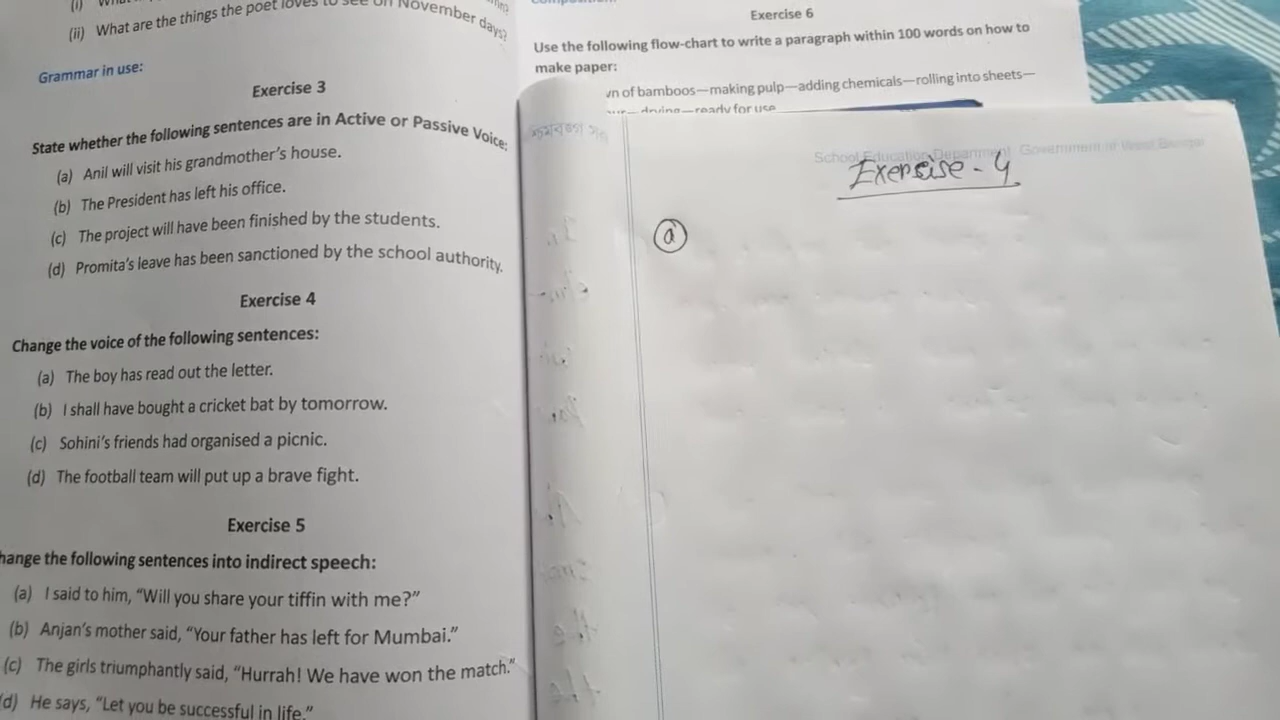 (i)
(ii) What are the things the poet loves to see on November days?
Grammar in use:
Exercise 3
State whether the following sentences are in Active or Passive Voice:
(a) Anil will visit his grandmother's house.
(b) The President has left his office.
(c) The project will have been finished by the students.
(d) Promita's leave has been sanctioned by the school authority.
Exercise 4
Change the voice of the following sentences:
(a) The boy has read out the letter.
(b) I shall have bought a cricket bat by tomorrow.
(c) Sohini's friends had organised a picnic.
(d) The football team will put up a brave fight.
Exercise 5
hange the following sentences into indirect speech:
(a) I said to him, "Will you share your tiffin with me?"
(b) Anjan's mother said, "Your father has left for Mumbai."
(c) The girls triumphantly said, "Hurrah! We have won the match."
(d) He says, "Let you be successful in life."
Exercise 6
Use the following flow-chart to write a paragraph within 100 words on how to
make paper:
of bamboos—making pulp—adding chemicals—rolling into sheets—
drying—ready for use
School Education Department Government of West Bengal
Exercise - 4
a